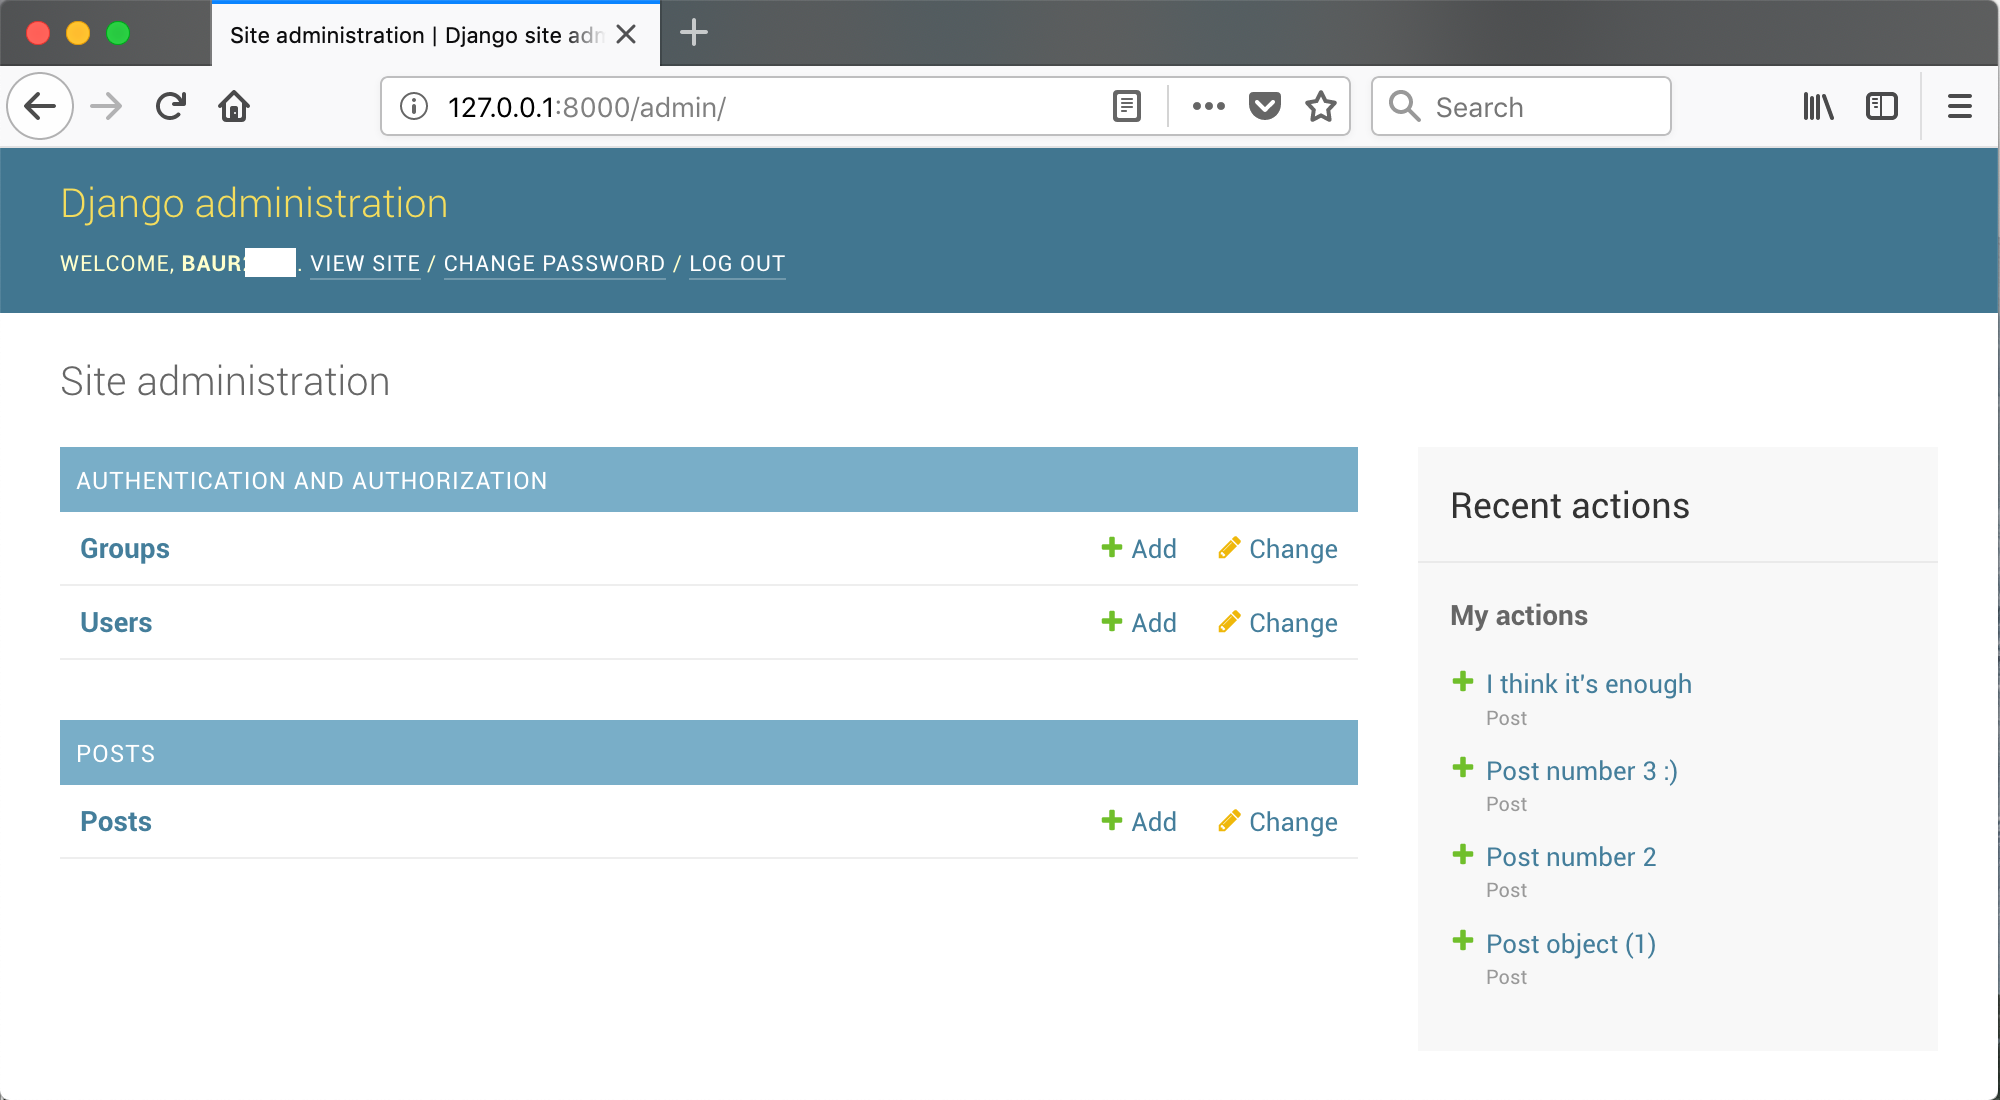 Site administration | Django site adm
127.0.0.1:8000/admin/
Search
Django administration
WELCOME, BAUR. VIEW SITE / CHANGE PASSWORD / LOG OUT
Site administration
AUTHENTICATION AND AUTHORIZATION
Groups Add Change
Users Add Change
POSTS
Posts Add Change
Recent actions
My actions
I think it's enough
Post
Post number 3 :)
Post
Post number 2
Post
Post object (1)
Post